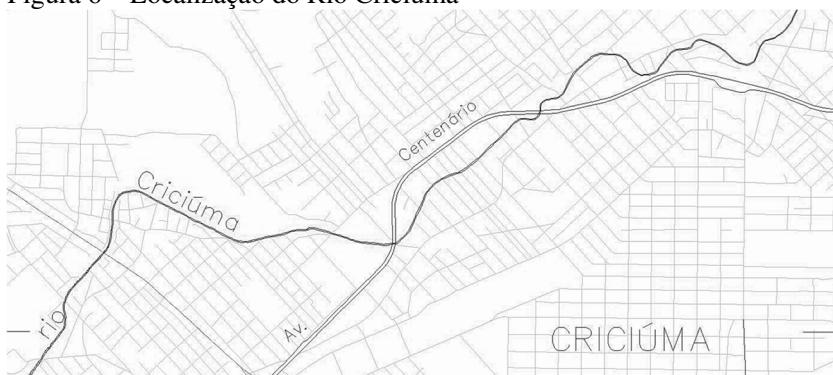 Figura 6 – Localização do Rio Criciúma
Centenário
Criciúma
rio
Av.
CRICIÚMA